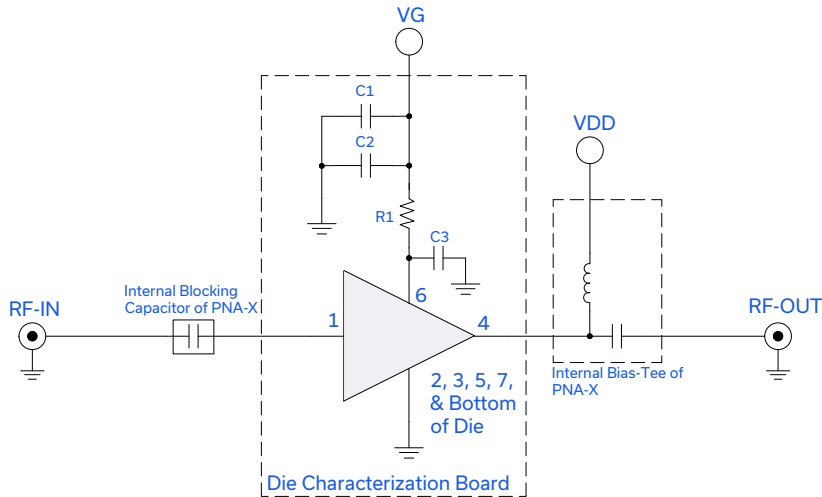 VG
C1
C2
VDD
R1
C3
Internal Blocking
Capacitor of PNA-X
6
RF-IN
1
4
RF-OUT
Internal Bias-Tee of
PNA-X
2, 3, 5, 7,
& Bottom
of Die
Die Characterization Board